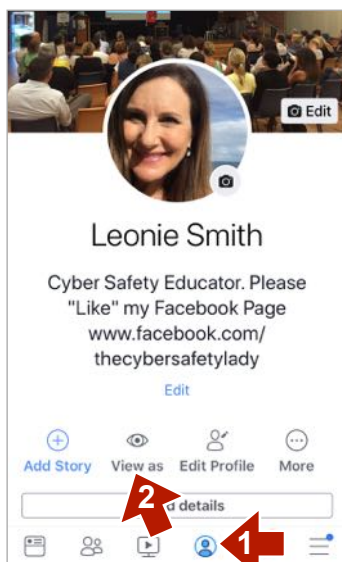 Edit
Leonie Smith
Cyber Safety Educator. Please
"Like" my Facebook Page
www.facebook.com/
thecybersafetylady
Edit
Add Story View as Edit Profile More
details
2
1